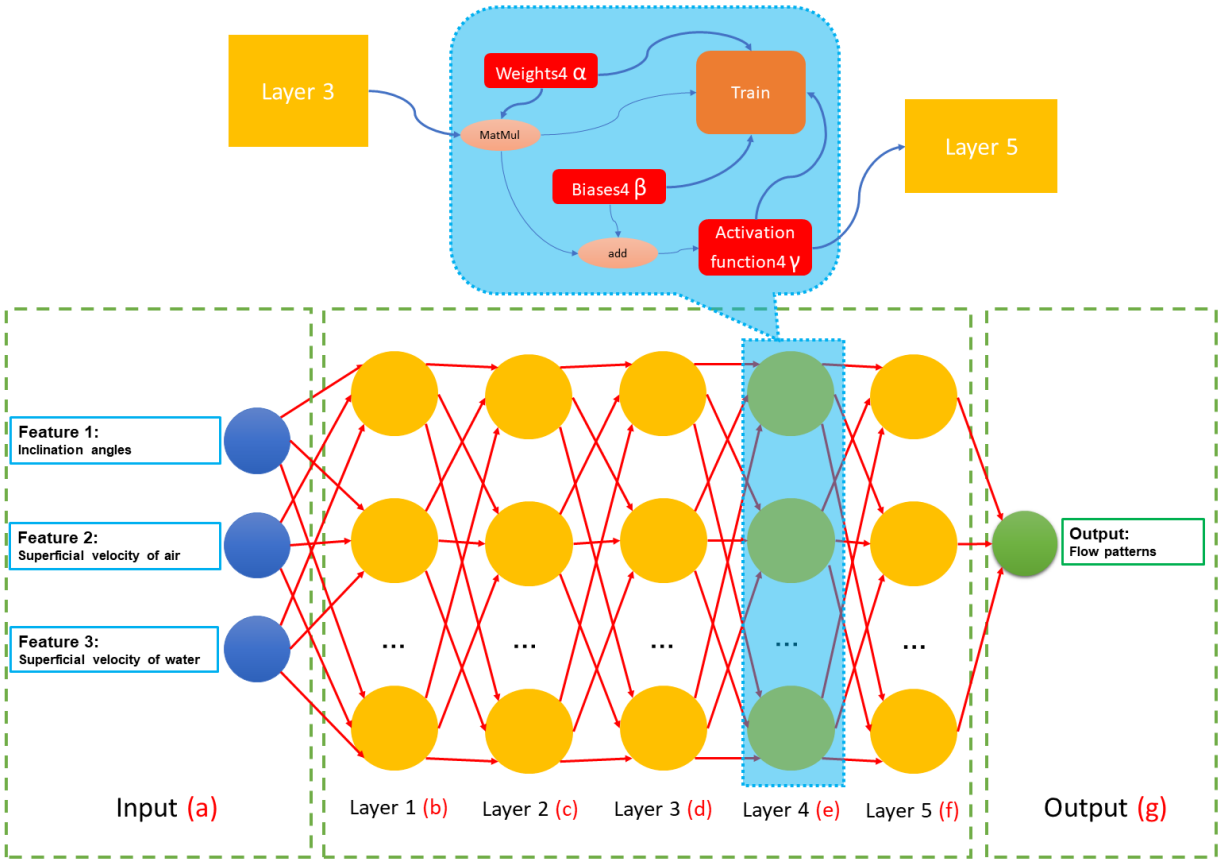 Layer 3
Weights4 α
Train
MatMul
Layer 5
Biases4 β
Activation
function4 γ
add
Feature 1:
Inclination angles
Feature 2:
Superficial velocity of air
Feature 3:
Superficial velocity of water
...
...
...
...
...
Output:
Flow patterns
Input (a)
Layer 1 (b)
Layer 2 (c)
Layer 3 (d)
Layer 4 (e)
Layer 5 (f)
Output (g)